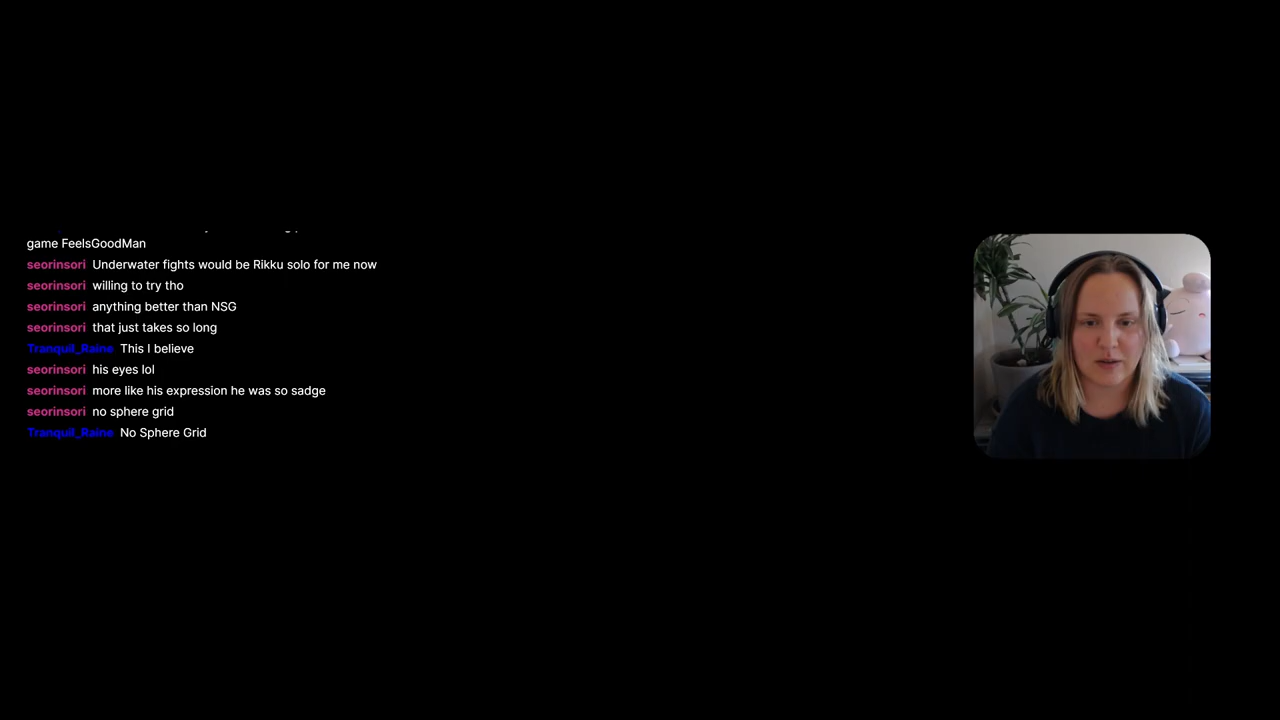 game FeelsGoodMan
seorinsori Underwater fights would be Rikku solo for me now
seorinsori willing to try tho
seorinsori anything better than NSG
seorinsori that just takes so long
Tranquil_Raine This I believe
seorinsori his eyes lol
seorinsori more like his expression he was so sadge
seorinsori no sphere grid
Tranquil_Raine No Sphere Grid